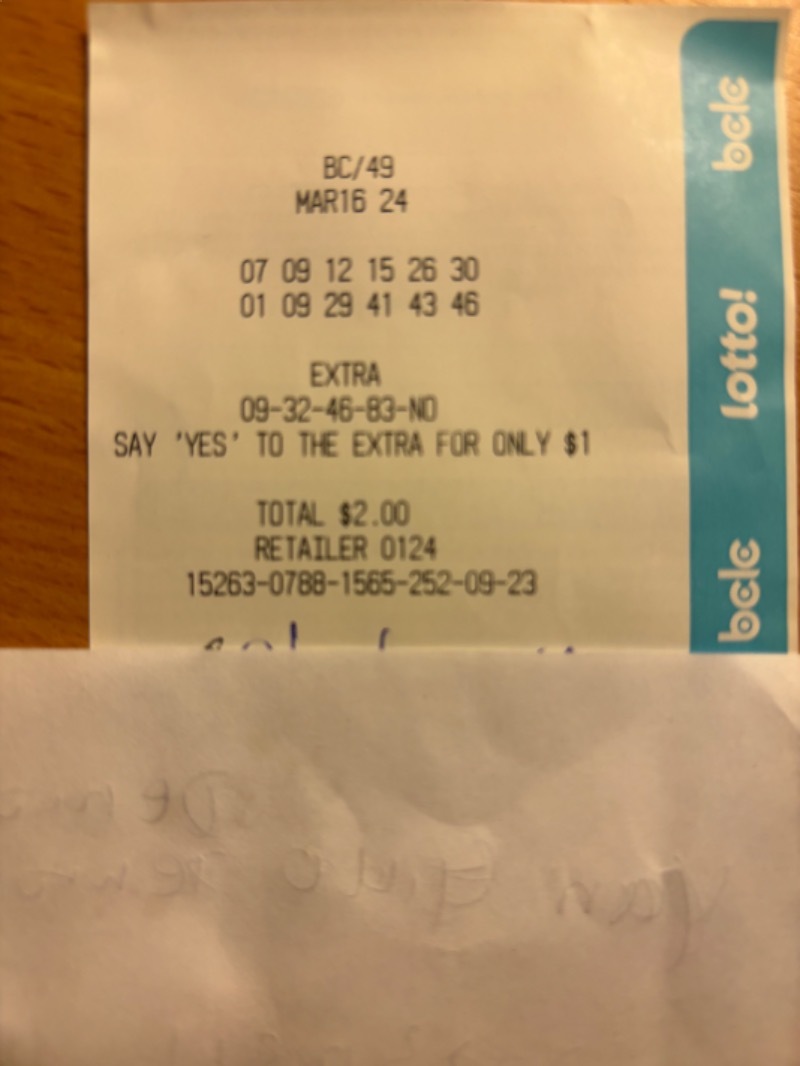 BC/49
MAR16 24
07 09 12 15 26 30
01 09 29 41 43 46
EXTRA
09-32-46-83-NO
SAY 'YES' TO THE EXTRA FOR ONLY $1
TOTAL $2.00
RETAILER 0124
15263-0788-1565-252-09-23
bclc
lotto!
bclc